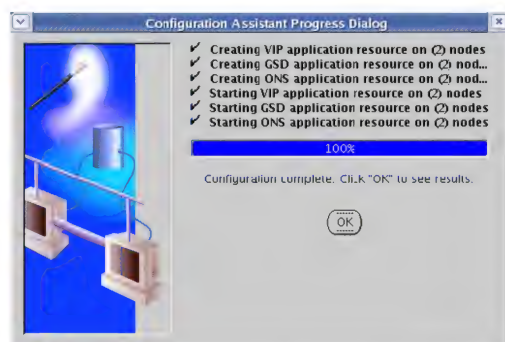 Configuration Assistant Progress Dialog
Creating VIP application resource on (2) nodes
Creating GSD application resource on (2) nod...
Creating ONS application resource on (2) nod...
Starting VIP application resource on (2) nodes
Starting GSD application resource on (2) nodes
Starting ONS application resource on (2) nodes
100%
Configuration complete. Click "OK" to see results.
OK